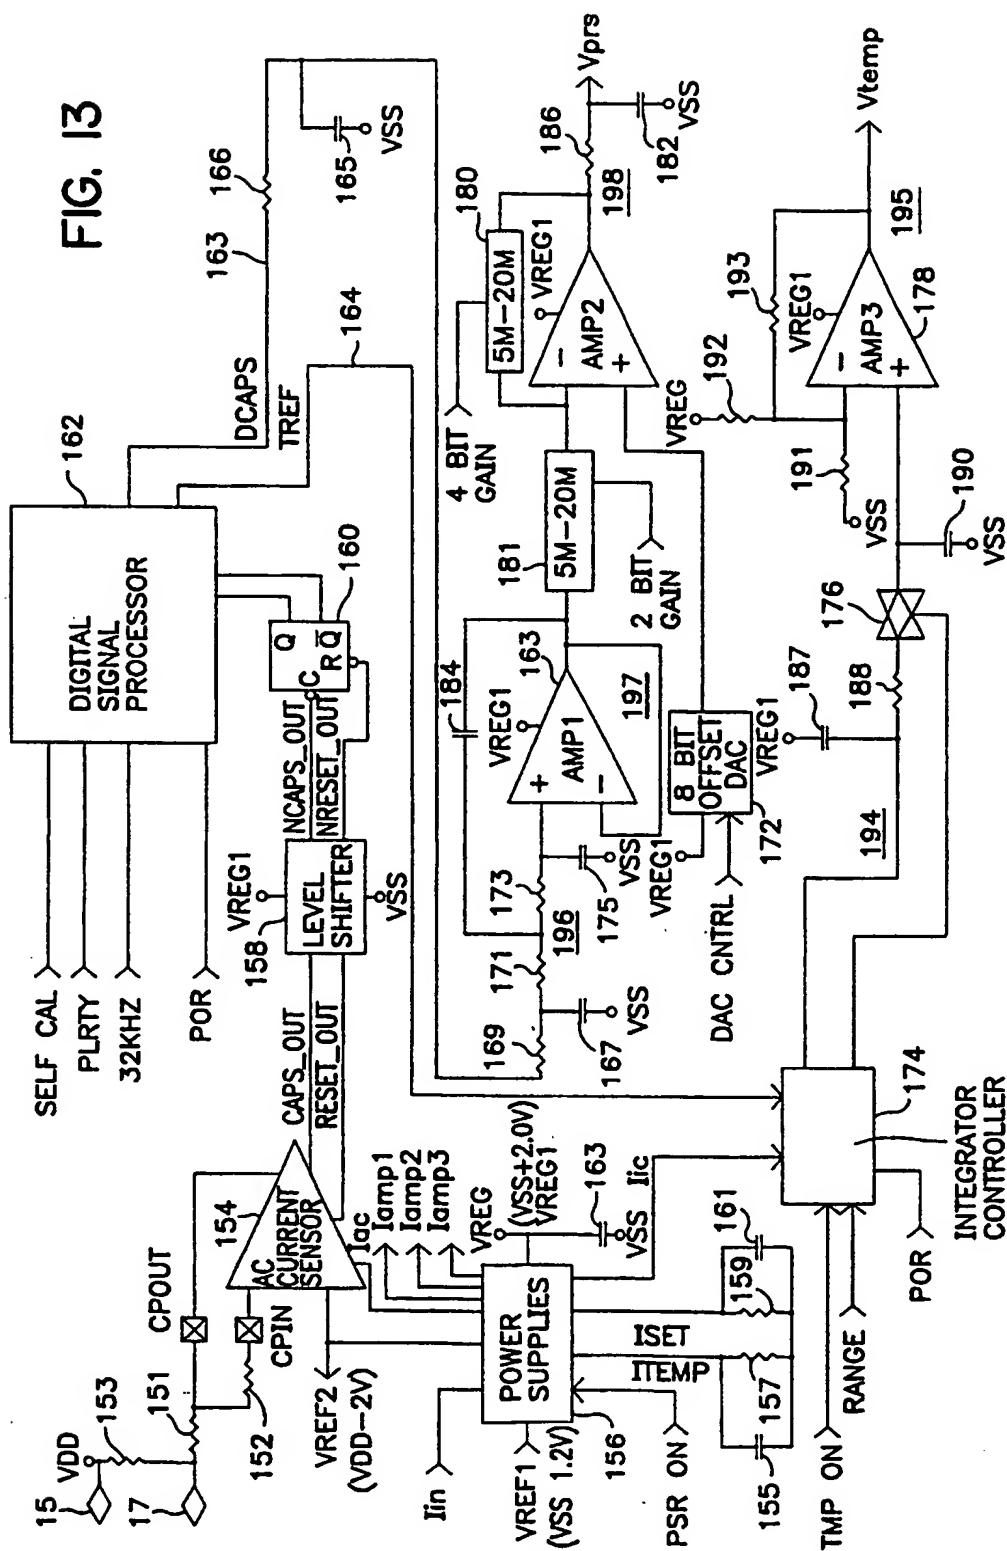 FIG. 13
SELF CAL
PLRTY
32KHZ
POR
DIGITAL
SIGNAL
PROCESSOR
162
DCAPS
TREF
163
166
164
165
VSS
15
17
VDD
153
151
152
CPOUT
CPIN
154
AC
CURRENT
SENSOR
VREF2
(VDD-2V)
Iac
CAPS_OUT
RESET_OUT
158
VREG1
LEVEL
SHIFTER
VSS
NCAPS_OUT
NRESET_OUT
C
R
Q
Q̅
160
Iamp1
Iamp2
Iamp3
Iin
VREF1
(VSS 1.2V)
156
POWER
SUPPLIES
VREG
(VSS+2.0V)
VREG1
163
VSS
Iic
PSR ON
ISET
ITEMP
155
157
159
161
169
171
173
167
VSS
196
175
VSS
184
VREG1
163
+
AMP1
-
197
181
5M-20M
2 BIT
GAIN
4 BIT
GAIN
180
5M-20M
VREG1
-
AMP2
+
186
198
Vprs
182
VSS
VREG1
8 BIT
OFFSET
DAC
172
DAC CNTRL
TMP ON
RANGE
POR
174
INTEGRATOR
CONTROLLER
194
VREG1
187
188
176
190
VSS
VSS
191
VREG
192
193
VREG1
-
AMP3
+
178
195
Vtemp